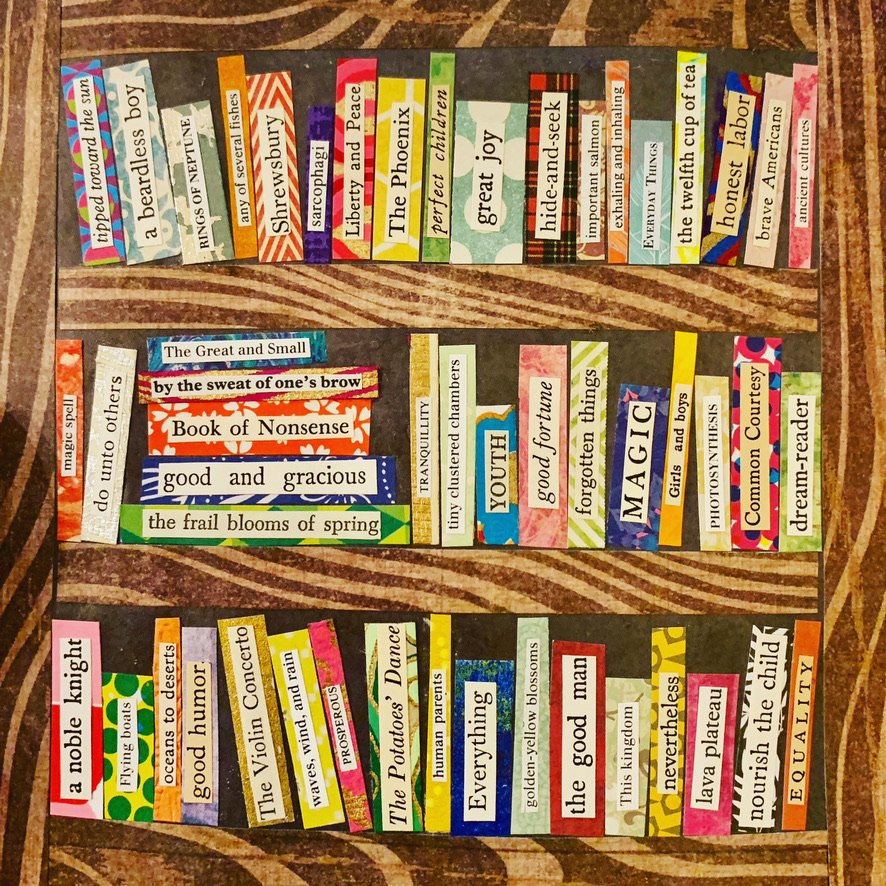 tipped toward the sun
a beardless boy
RINGS OF NEPTUNE
any of several fishes
Shrewsbury
sarcophagi
Liberty and Peace
The Phoenix
perfect children
great joy
hide-and-seek
important salmon
exhaling and inhaling
EVERYDAY THINGS
the twelfth cup of tea
honest labor
brave Americans
ancient cultures
magic spell
do unto others
The Great and Small
by the sweat of one's brow
Book of Nonsense
good and gracious
the frail blooms of spring
TRANQUILLITY
tiny clustered chambers
YOUTH
good fortune
forgotten things
MAGIC
Girls and boys
PHOTOSYNTHESIS
Common Courtesy
dream-reader
a noble knight
Flying boats
oceans to deserts
good humor
The Violin Concerto
waves, wind, and rain
PROSPEROUS
The Potatoes' Dance
human parents
Everything
golden-yellow blossoms
the good man
This kingdom
nevertheless
lava plateau
nourish the child
EQUALITY